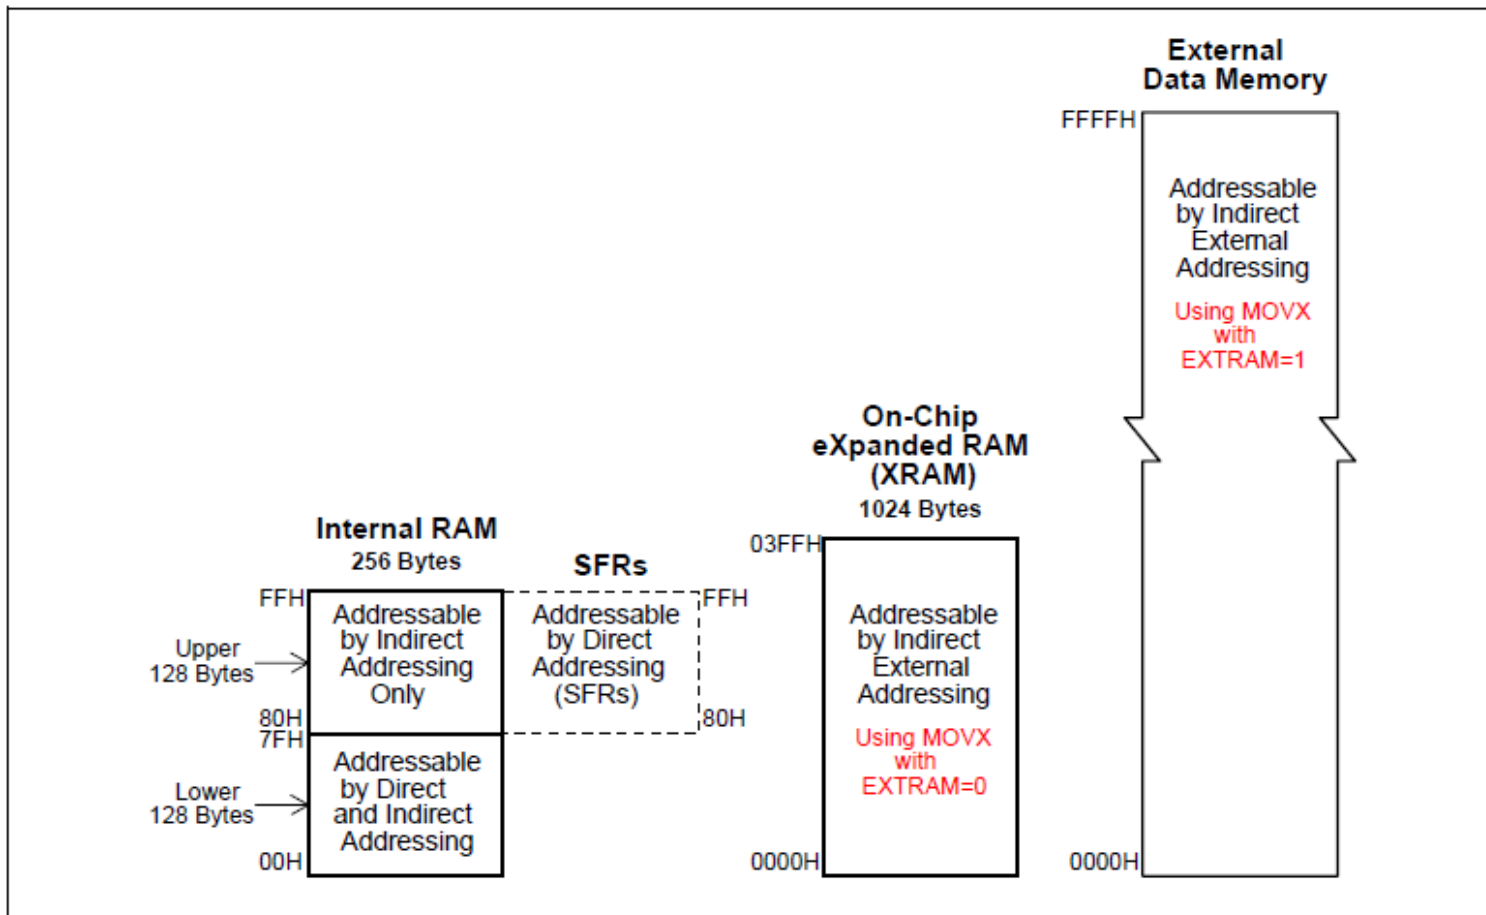 External
Data Memory
FFFFH
Addressable
by Indirect
External
Addressing
Using MOVX
with
EXTRAM=1
0000H
On-Chip
eXpanded RAM
(XRAM)
1024 Bytes
03FFH
Addressable
by Indirect
External
Addressing
Using MOVX
with
EXTRAM=0
0000H
Internal RAM
256 Bytes
FFH
Upper
128 Bytes
80H
Addressable
by Indirect
Addressing
Only
7FH
Lower
128 Bytes
00H
Addressable
by Direct
and Indirect
Addressing
SFRs
FFH
Addressable
by Direct
Addressing
(SFRs)
80H